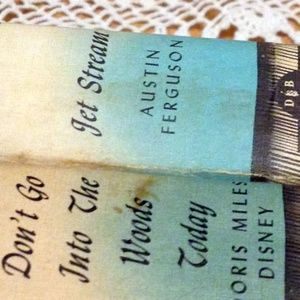 Jet Stream
AUSTIN
FERGUSON
D&B
Don't Go
Into The
Woods
Today
ORIS MILES
DISNEY